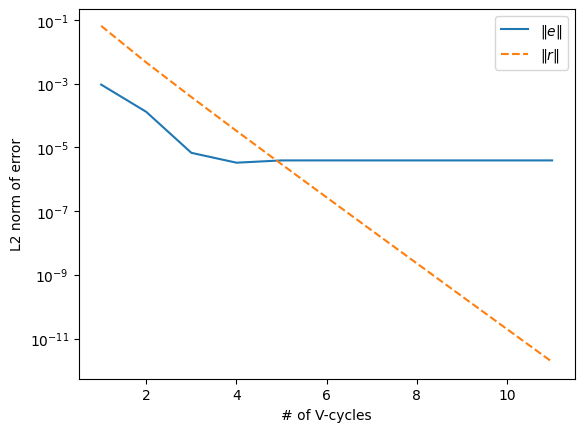 10⁻¹
10⁻³
10⁻⁵
10⁻⁷
10⁻⁹
10⁻¹¹
L2 norm of error
2
4
6
8
10
# of V-cycles
‖e‖
‖r‖